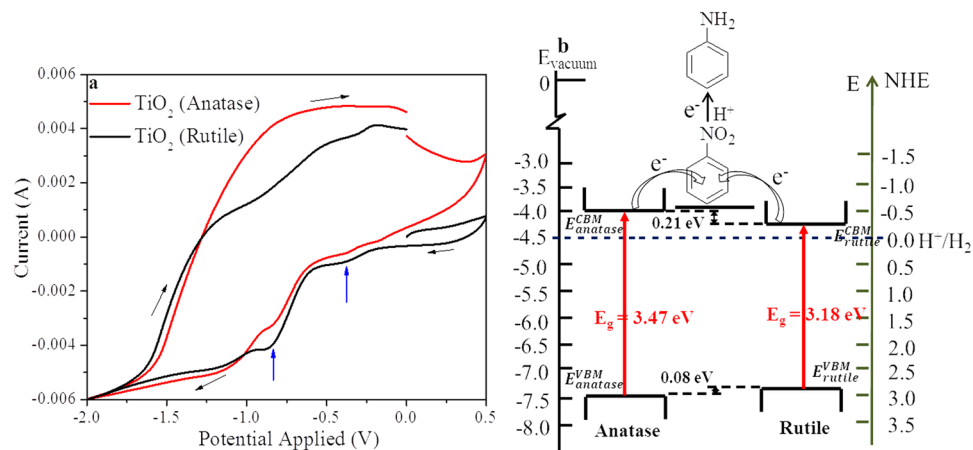 a
TiO2 (Anatase)
TiO2 (Rutile)
0.006
0.004
0.002
0.000
-0.002
-0.004
-0.006
Current (A)
-2.0 -1.5 -1.0 -0.5 0.0 0.5
Potential Applied (V)
b
Evacuum
0
-3.0
-3.5
-4.0
-4.5
-5.0
-5.5
-6.0
-6.5
-7.0
-7.5
-8.0
NH2
e-
H+
NO2
e-
e-
E CBM anatase
0.21 eV
E CBM rutile
Eg = 3.47 eV
Eg = 3.18 eV
E VBM anatase
0.08 eV
E VBM rutile
Anatase
Rutile
E
NHE
-1.5
-1.0
-0.5
0.0 H+/H2
0.5
1.0
1.5
2.0
2.5
3.0
3.5